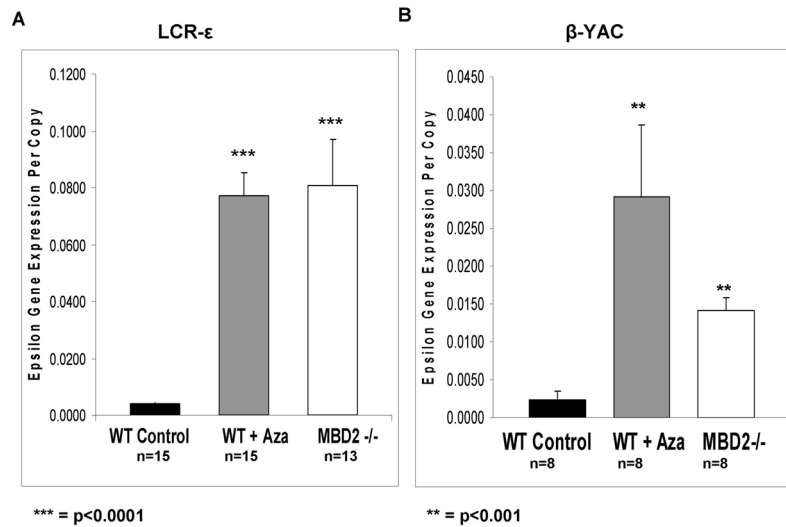 A
LCR-ε
Epsilon Gene Expression Per Copy
0.1200
0.1000
0.0800
0.0600
0.0400
0.0200
0.0000
***
***
WT Control
n=15
WT + Aza
n=15
MBD2 -/-
n=13
*** = p<0.0001
B
β-YAC
Epsilon Gene Expression Per Copy
0.0450
0.0400
0.0350
0.0300
0.0250
0.0200
0.0150
0.0100
0.0050
0.0000
**
**
WT Control
n=8
WT + Aza
n=8
MBD2-/-
n=8
** = p<0.001